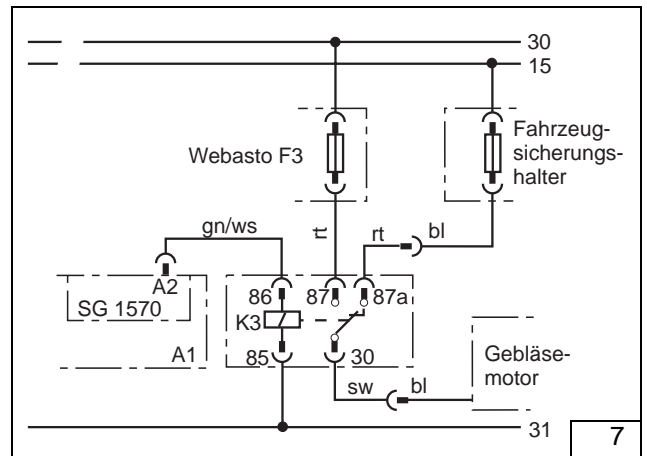 30
15
Webasto F3
Fahrzeug-
sicherungs-
halter
gn/ws
rt
rt
bl
A2
SG 1570
A1
86
87
87a
K3
85
30
Gebläse-
motor
sw
bl
31
7